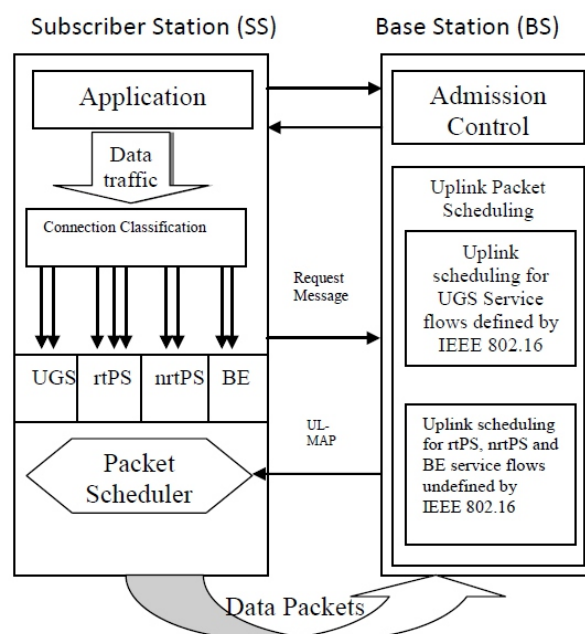 Subscriber Station (SS)
Base Station (BS)
Application
Data
traffic
Connection Classification
UGS
rtPS
nrtPS
BE
Packet
Scheduler
Request
Message
UL-
MAP
Admission
Control
Uplink Packet
Scheduling
Uplink
scheduling for
UGS Service
flows defined by
IEEE 802.16
Uplink scheduling
for rtPS, nrtPS and
BE service flows
undefined by
IEEE 802.16
Data Packets